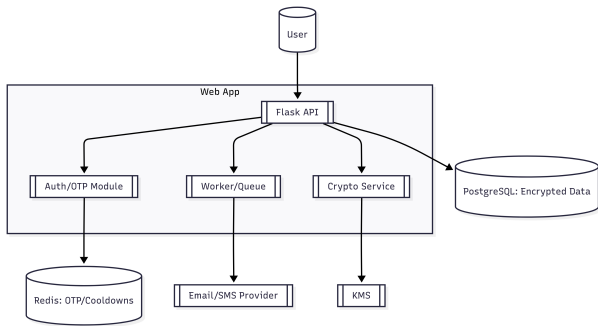 User
Web App
Flask API
Auth/OTP Module
Worker/Queue
Crypto Service
PostgreSQL: Encrypted Data
Redis: OTP/Cooldowns
Email/SMS Provider
KMS